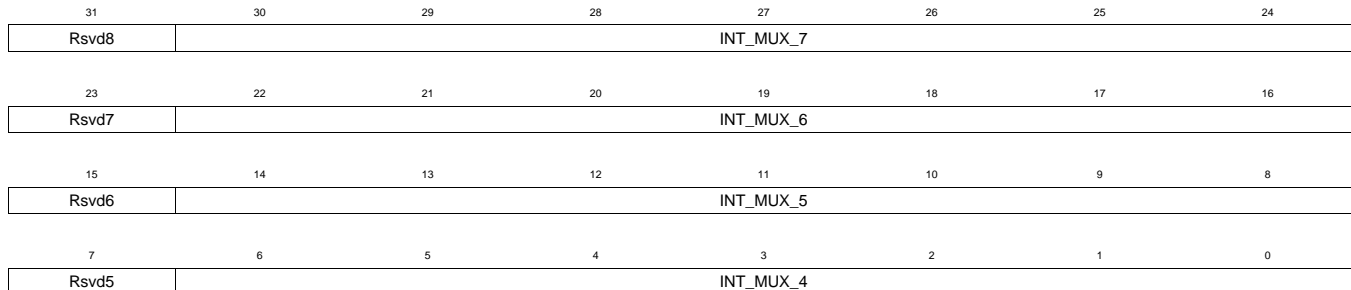 31 30 29 28 27 26 25 24
Rsvd8 INT_MUX_7
23 22 21 20 19 18 17 16
Rsvd7 INT_MUX_6
15 14 13 12 11 10 9 8
Rsvd6 INT_MUX_5
7 6 5 4 3 2 1 0
Rsvd5 INT_MUX_4